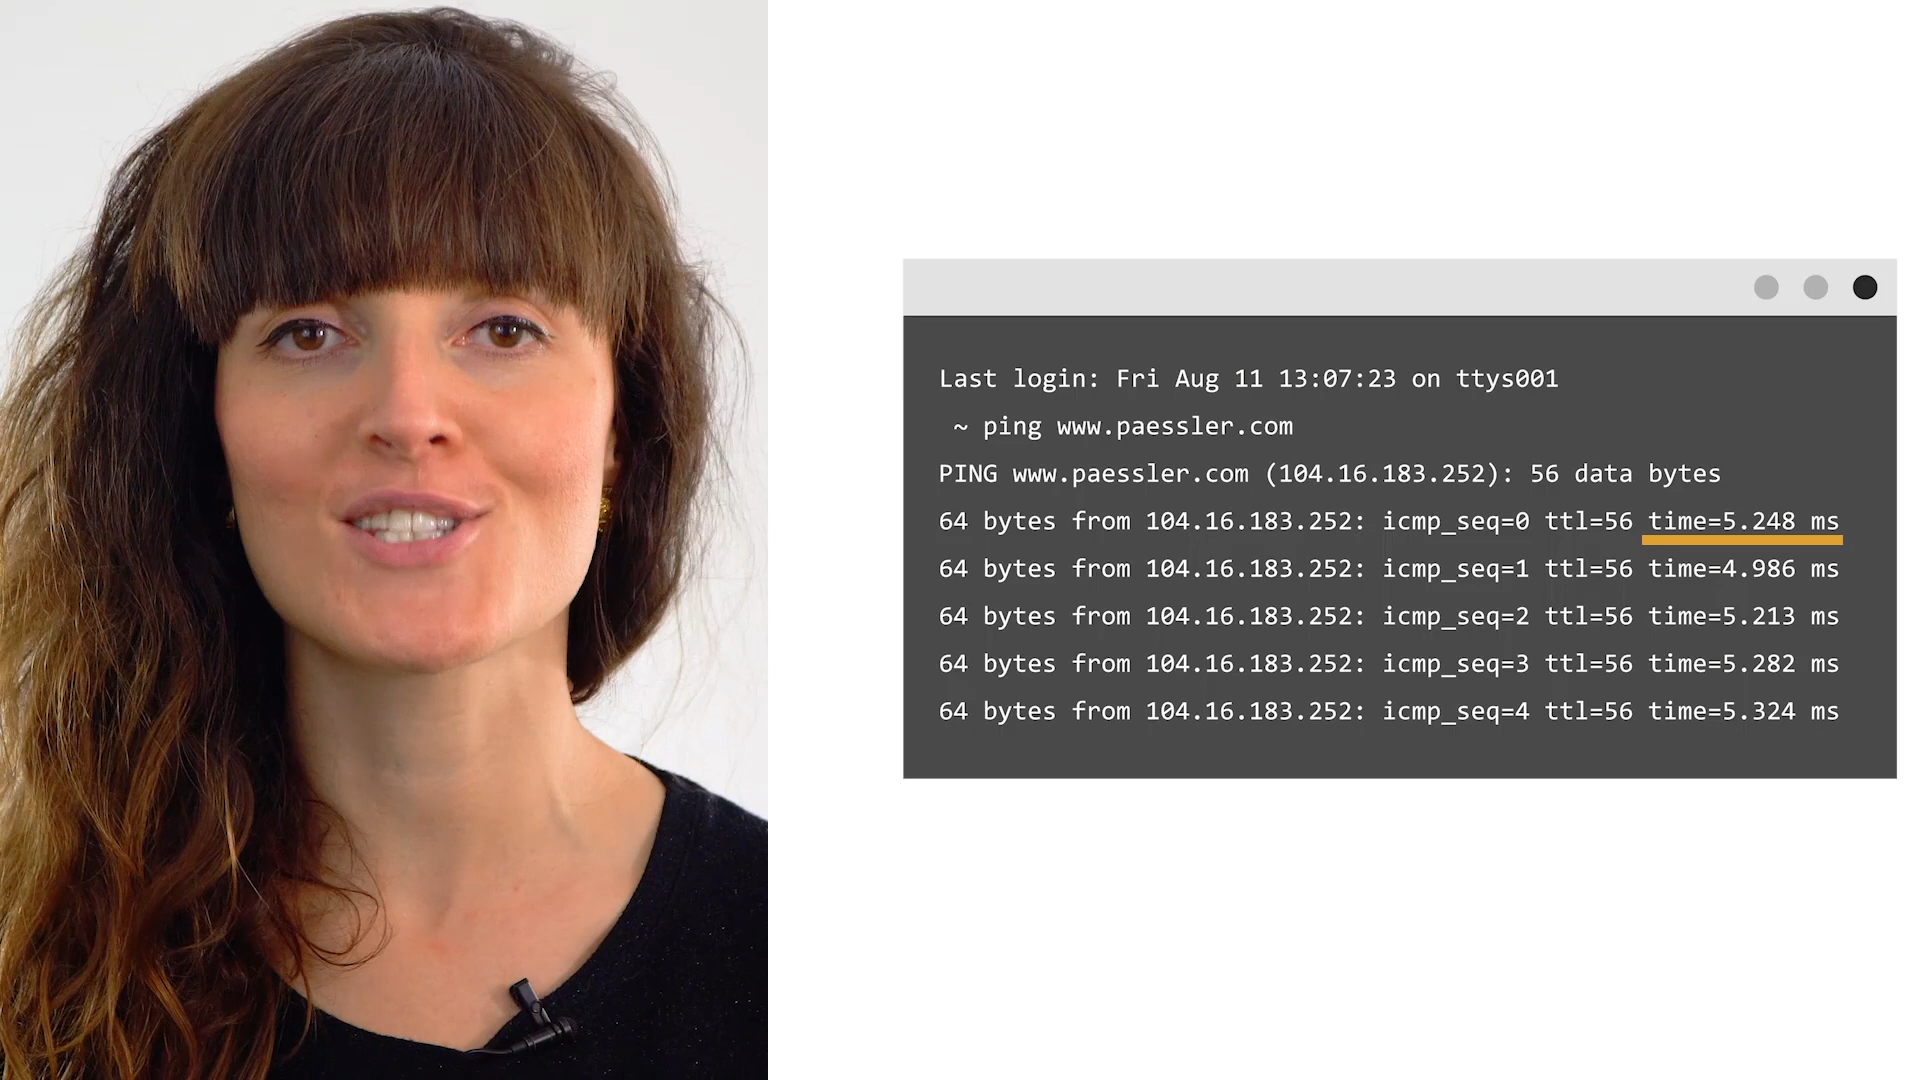 Last login: Fri Aug 11 13:07:23 on ttys001
~ ping www.paessler.com
PING www.paessler.com (104.16.183.252): 56 data bytes
64 bytes from 104.16.183.252: icmp_seq=0 ttl=56 time=5.248 ms
64 bytes from 104.16.183.252: icmp_seq=1 ttl=56 time=4.986 ms
64 bytes from 104.16.183.252: icmp_seq=2 ttl=56 time=5.213 ms
64 bytes from 104.16.183.252: icmp_seq=3 ttl=56 time=5.282 ms
64 bytes from 104.16.183.252: icmp_seq=4 ttl=56 time=5.324 ms